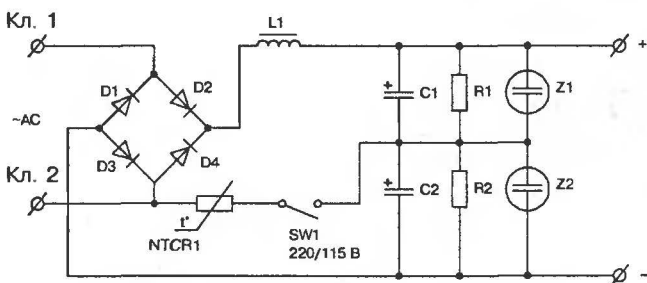 Кл. 1
L1
+
D1
D2
C1
R1
Z1
+
~AC
D3
D4
Кл. 2
+
C2
R2
Z2
t°
NTCR1
SW1
220/115 В
−